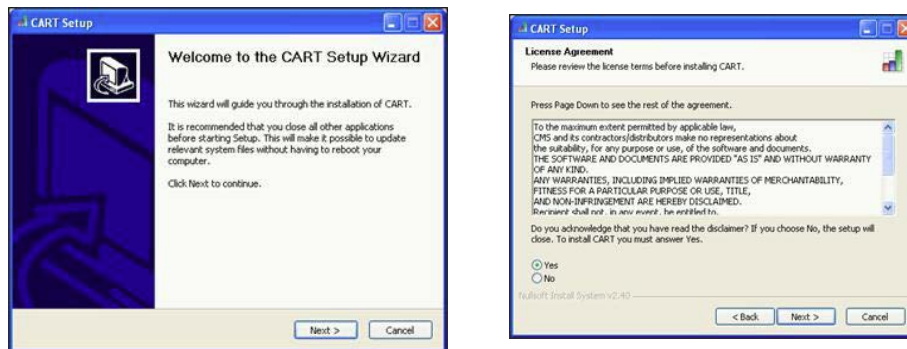 CART Setup
Welcome to the CART Setup Wizard
This wizard will guide you through the installation of CART.
It is recommended that you close all other applications
before starting Setup. This will make it possible to update
relevant system files without having to reboot your
computer.
Click Next to continue.
Next >
Cancel
CART Setup
License Agreement
Please review the license terms before installing CART.
Press Page Down to see the rest of the agreement.
To the maximum extent permitted by applicable law,
CMS and its contractors/distributors make no representations about
the suitability, for any purpose or use, of the software and documents.
THE SOFTWARE AND DOCUMENTS ARE PROVIDED "AS IS" AND WITHOUT WARRANTY
OF ANY KIND.
ANY WARRANTIES, INCLUDING IMPLIED WARRANTIES OF MERCHANTABILITY,
FITNESS FOR A PARTICULAR PURPOSE OR USE, TITLE,
AND NON-INFRINGEMENT ARE HEREBY DISCLAIMED.
Recipient shall not, in any event, be entitled to,
Do you acknowledge that you have read the disclaimer? If you choose No, the setup will
close. To install CART you must answer Yes.
Yes
No
Nullsoft Install System v2.40
< Back
Next >
Cancel